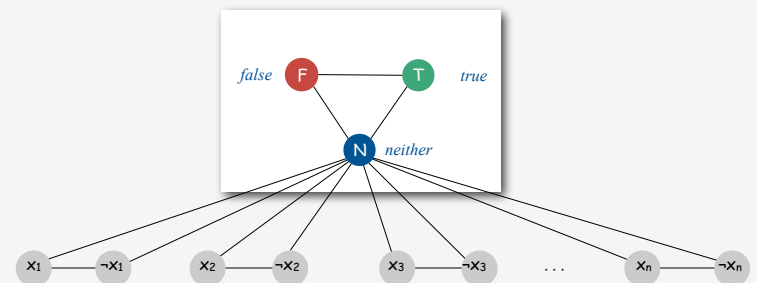 false F T true
N neither
x1 ¬x1 x2 ¬x2 x3 ¬x3 ... xn ¬xn